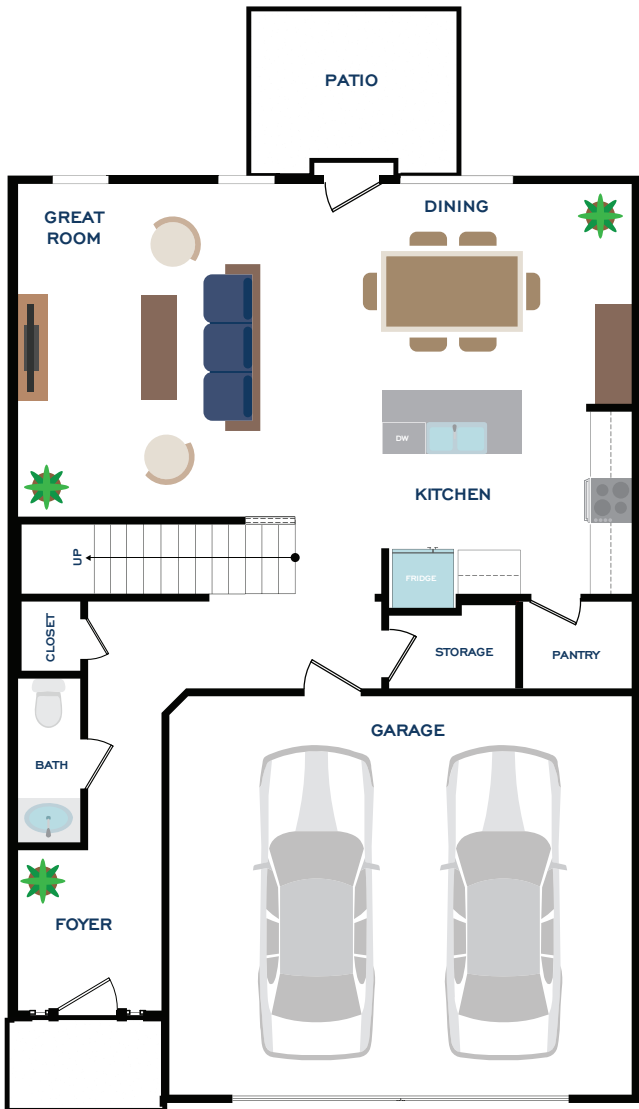 PATIO
GREAT
ROOM
DINING
DW
KITCHEN
UP
FRIDGE
CLOSET
STORAGE
PANTRY
GARAGE
BATH
FOYER